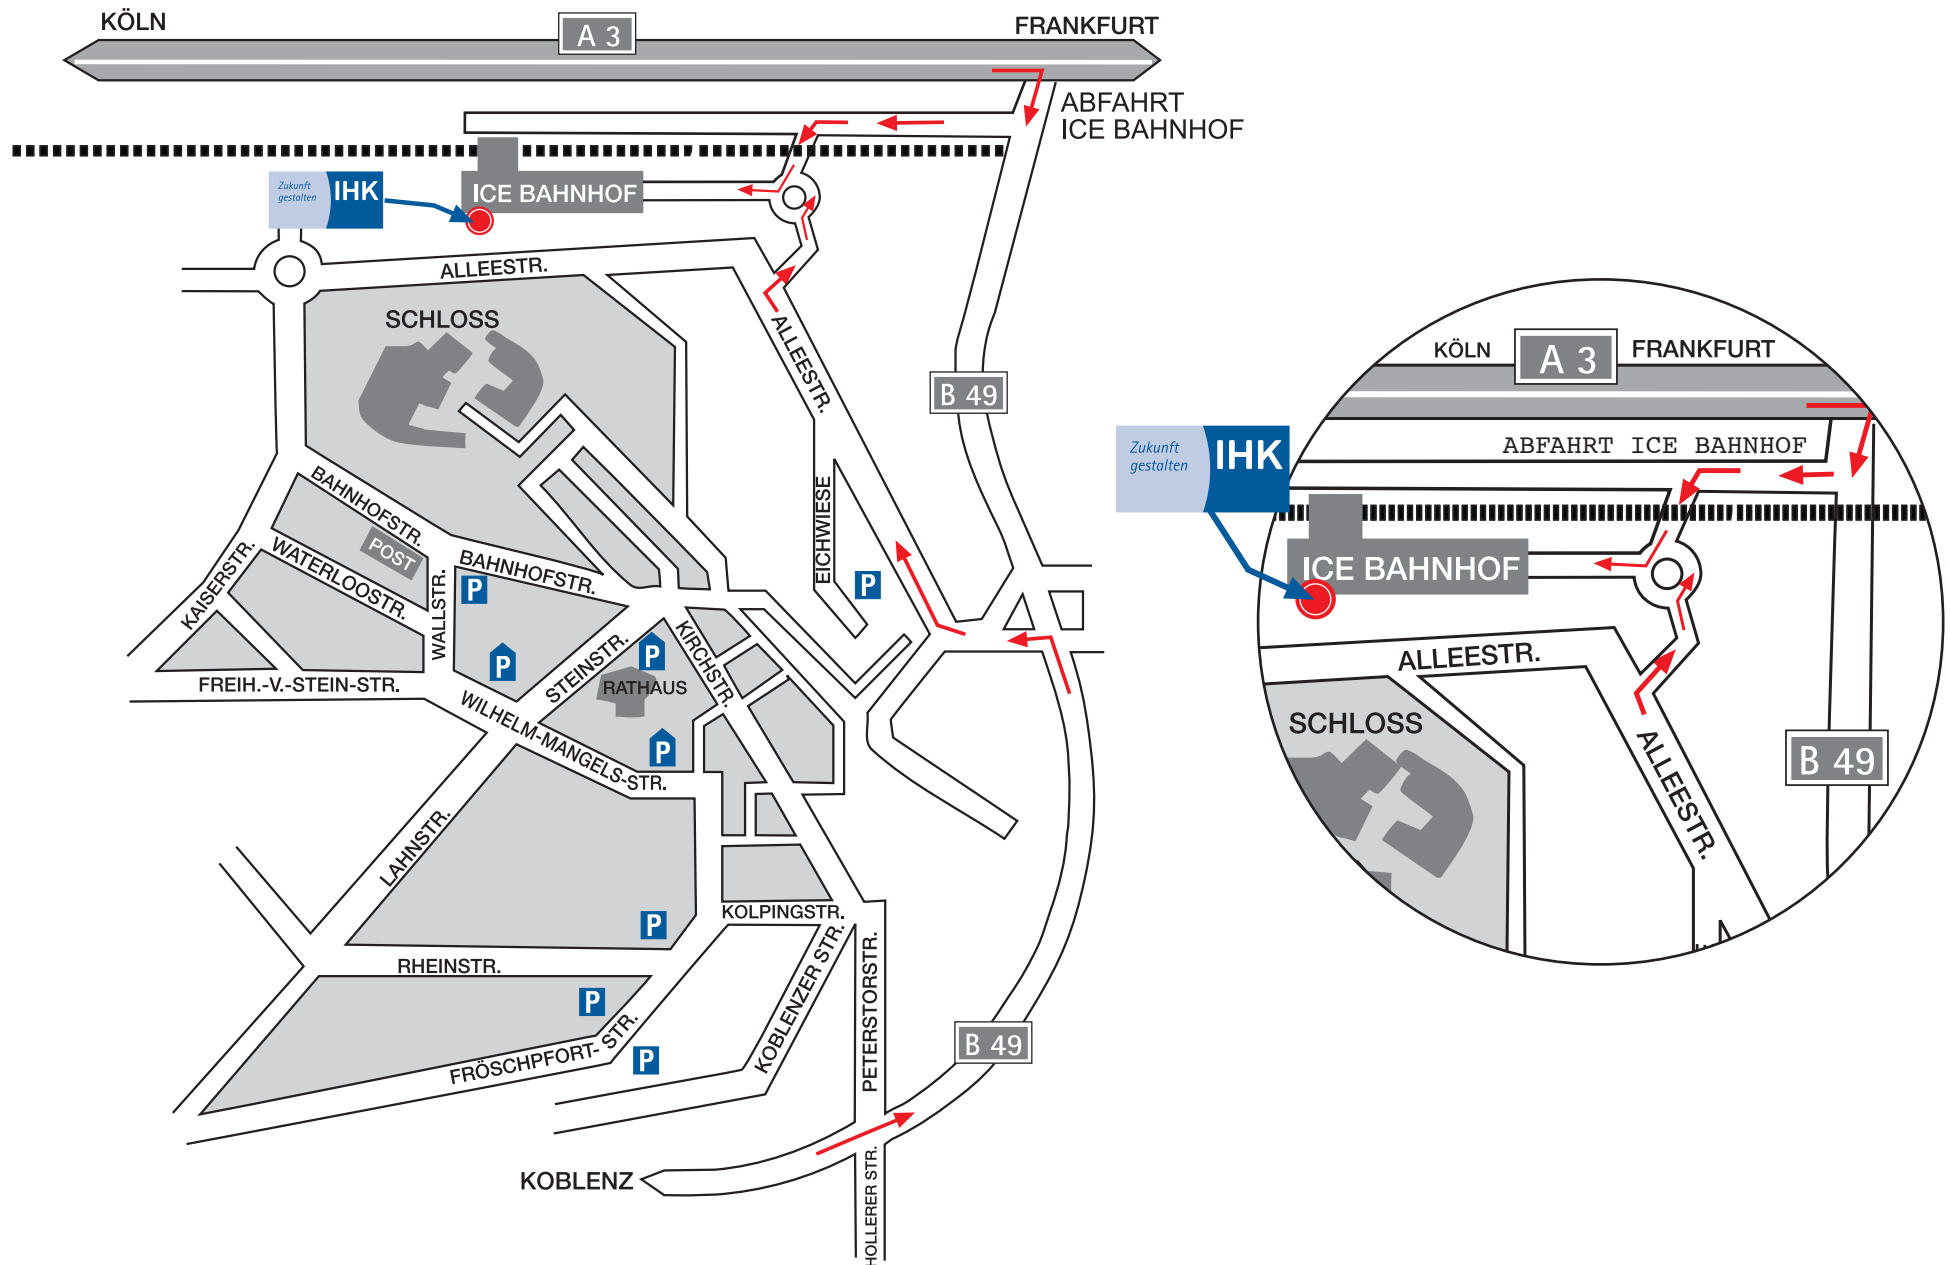 KÖLN
A 3
FRANKFURT
ABFAHRT
ICE BAHNHOF
Zukunft
gestalten
IHK
ICE BAHNHOF
ALLEESTR.
SCHLOSS
ALLEESTR.
B 49
BAHNHOFSTR.
POST
BAHNHOFSTR.
EICHWIESE
P
KAISERSTR.
WATERLOOSTR.
WALLSTR.
P
P
STEINSTR.
P
KIRCHSTR.
RATHAUS
FREIH.-V.-STEIN-STR.
WILHELM-MANGELS-STR.
P
LAHNSTR.
P
KOLPINGSTR.
RHEINSTR.
P
FRÖSCHPFORT-STR.
P
KOBLENZER STR.
PETERSTORSTR.
B 49
KOBLENZ
HOLLERER STR.
KÖLN
A 3
FRANKFURT
Zukunft
gestalten
IHK
ABFAHRT ICE BAHNHOF
ICE BAHNHOF
ALLEESTR.
SCHLOSS
ALLEESTR.
B 49